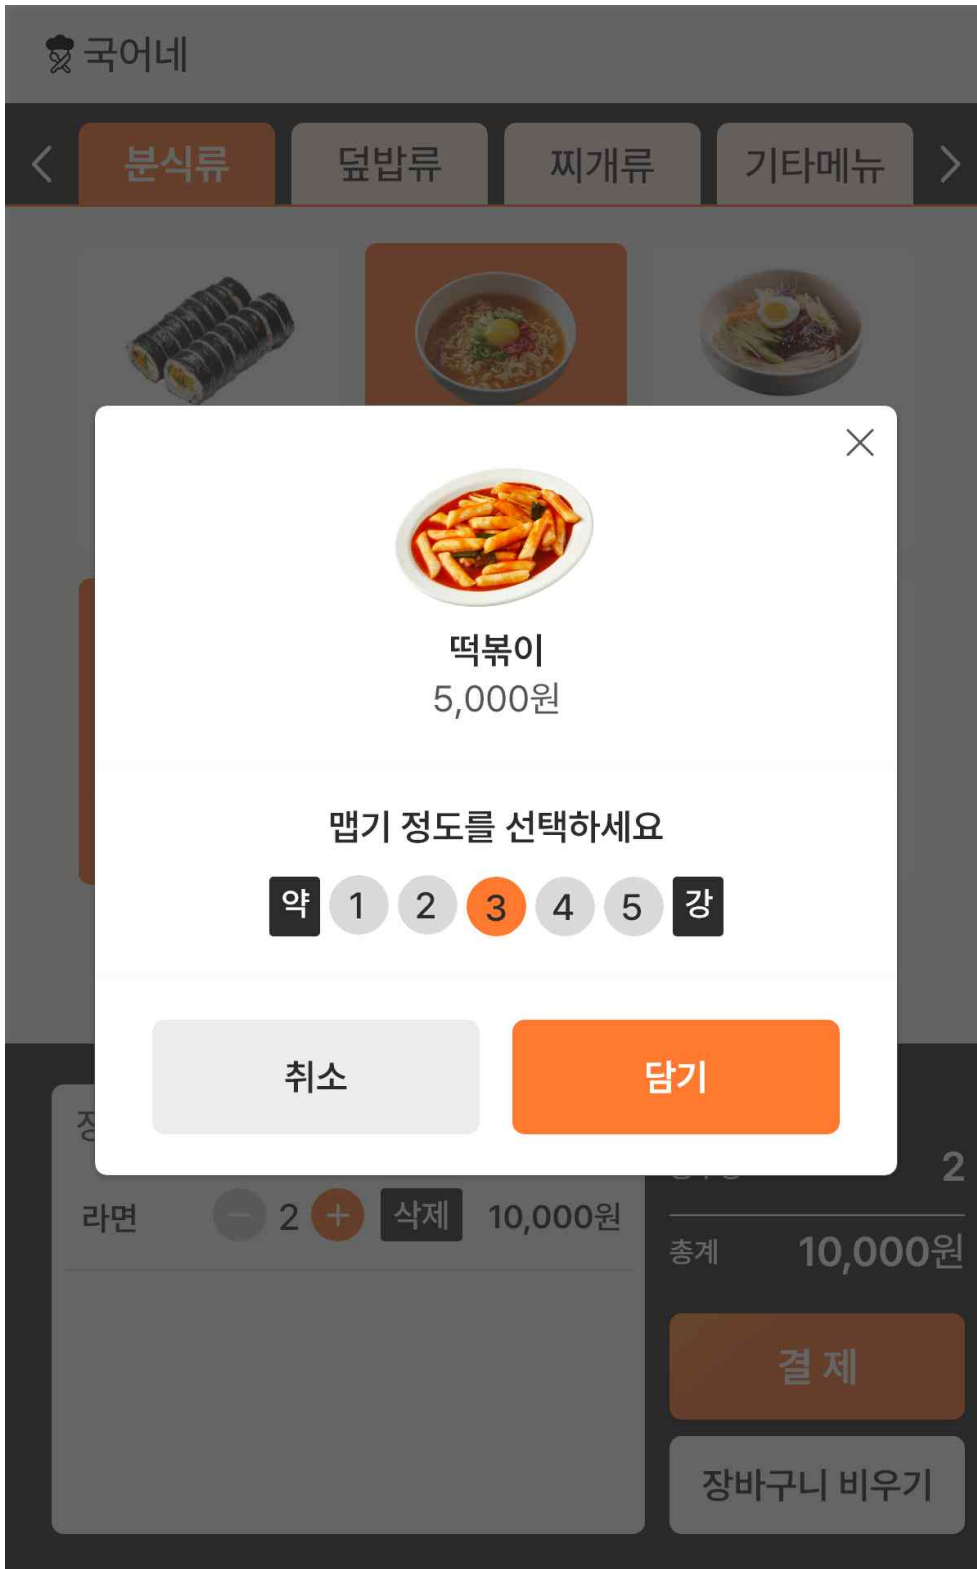 국어네
분식류 덮밥류 찌개류 기타메뉴
떡볶이
5,000원
맵기 정도를 선택하세요
약 1 2 3 4 5 강
취소 담기
2
라면 － 2 + 삭제 10,000원
총계 10,000원
결 제
장바구니 비우기